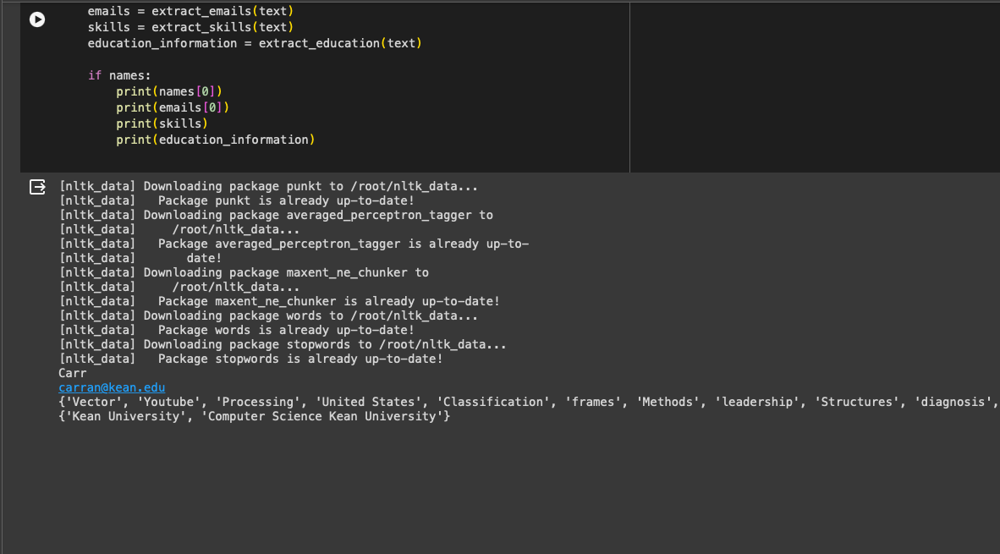 emails = extract_emails(text)
skills = extract_skills(text)
education_information = extract_education(text)
if names:
print(names[0])
print(emails[0])
print(skills)
print(education_information)
[nltk_data] Downloading package punkt to /root/nltk_data...
[nltk_data]   Package punkt is already up-to-date!
[nltk_data] Downloading package averaged_perceptron_tagger to
[nltk_data]     /root/nltk_data...
[nltk_data]   Package averaged_perceptron_tagger is already up-to-
[nltk_data]       date!
[nltk_data] Downloading package maxent_ne_chunker to
[nltk_data]     /root/nltk_data...
[nltk_data]   Package maxent_ne_chunker is already up-to-date!
[nltk_data] Downloading package words to /root/nltk_data...
[nltk_data]   Package words is already up-to-date!
[nltk_data] Downloading package stopwords to /root/nltk_data...
[nltk_data]   Package stopwords is already up-to-date!
Carr
carran@kean.edu
{'Vector', 'Youtube', 'Processing', 'United States', 'Classification', 'frames', 'Methods', 'leadership', 'Structures', 'diagnosis',
{'Kean University', 'Computer Science Kean University'}